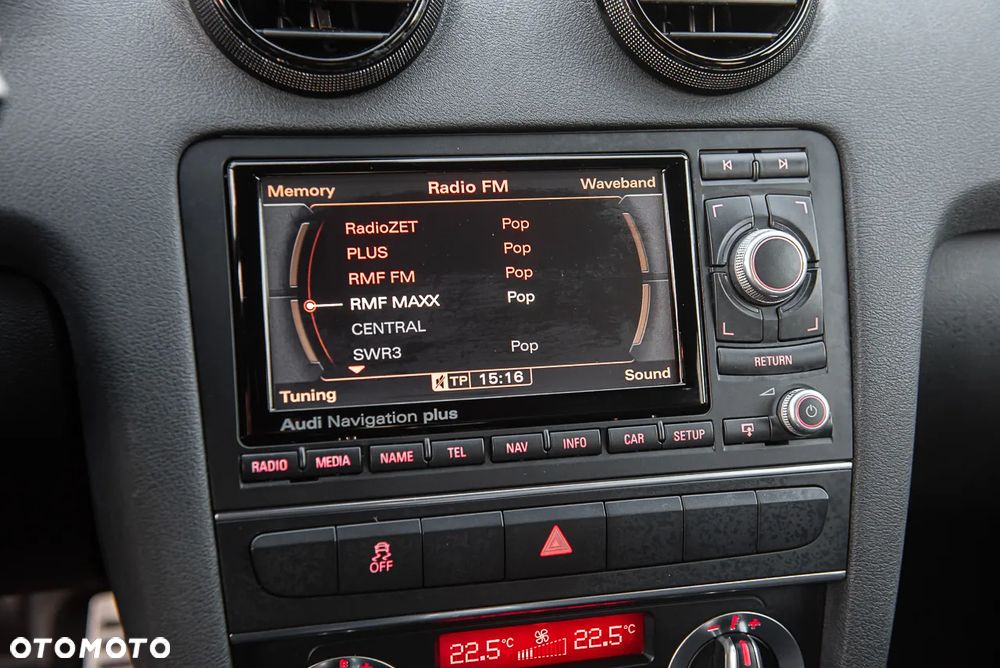 Memory Radio FM Waveband
RadioZET Pop
PLUS Pop
RMF FM Pop
RMF MAXX Pop
CENTRAL
SWR3 Pop
TP 15:16
Tuning Sound
Audi Navigation plus
RETURN
RADIO MEDIA NAME TEL NAV INFO CAR SETUP
OFF
22.5°C 22.5°C
OTOMOTO